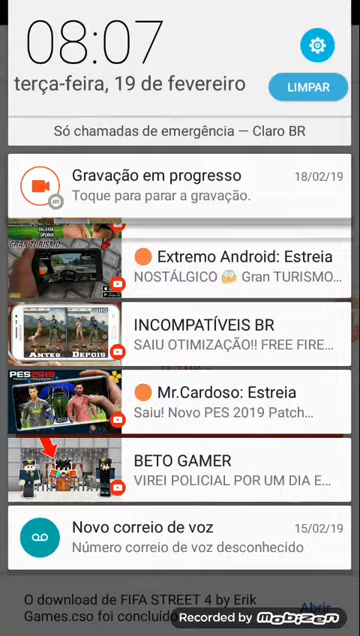 08:07
terça-feira, 19 de fevereiro
LIMPAR
Só chamadas de emergência — Claro BR
Gravação em progresso
18/02/19
Toque para parar a gravação.
GRAN TURISMO
Extremo Android: Estreia
NOSTÁLGICO 😱 Gran TURISMO…
ANTES DEPOIS
INCOMPATÍVEIS BR
SAIU OTIMIZAÇÃO!! FREE FIRE…
PES 2019
Mr.Cardoso: Estreia
Saiu! Novo PES 2019 Patch…
BETO GAMER
VIREI POLICIAL POR UM DIA E…
Novo correio de voz
15/02/19
Número correio de voz desconhecido
O download de FIFA STREET 4 by Erik
Games.cso foi concluído
Abrir
Recorded by Mobizen